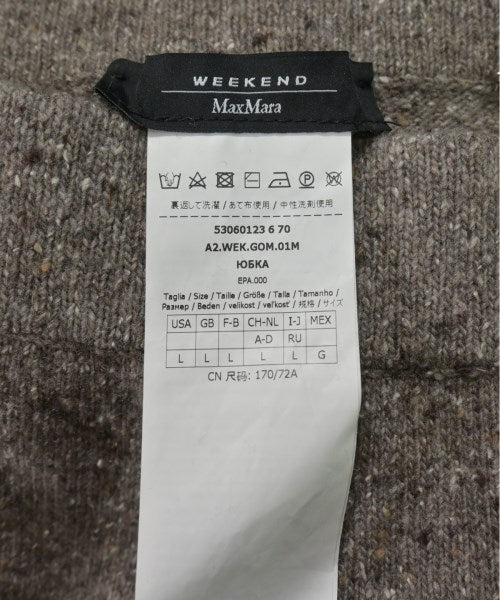 WEEKEND
MaxMara
裏返して洗濯 / あて布使用 / 中性洗剤使用
53060123 6 70
A2.WEK.GOM.01M
ЮБКА
EPA.000
Taglia / Size / Taille / Größe / Talla / Tamanho /
Размер / Beden / velikost / veľkosť / 规格 / サイズ
USA GB F-B CH-NL I-J MEX
A-D RU
L L L L L G
CN 尺码: 170/72A